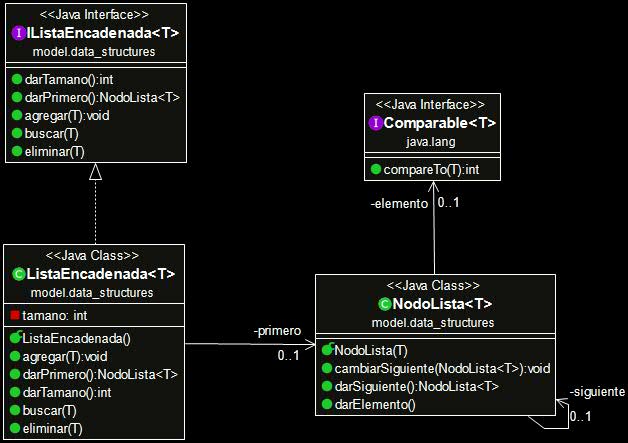 <<Java Interface>>
I IListaEncadenada<T>
model.data_structures
darTamano():int
darPrimero():NodoLista<T>
agregar(T):void
buscar(T)
eliminar(T)
<<Java Interface>>
I Comparable<T>
java.lang
compareTo(T):int
-elemento 0..1
<<Java Class>>
C ListaEncadenada<T>
model.data_structures
tamano: int
ListaEncadenada()
agregar(T):void
darPrimero():NodoLista<T>
darTamano():int
buscar(T)
eliminar(T)
-primero
0..1
<<Java Class>>
C NodoLista<T>
model.data_structures
NodoLista(T)
cambiarSiguiente(NodoLista<T>):void
darSiguiente():NodoLista<T>
darElemento()
-siguiente
0..1